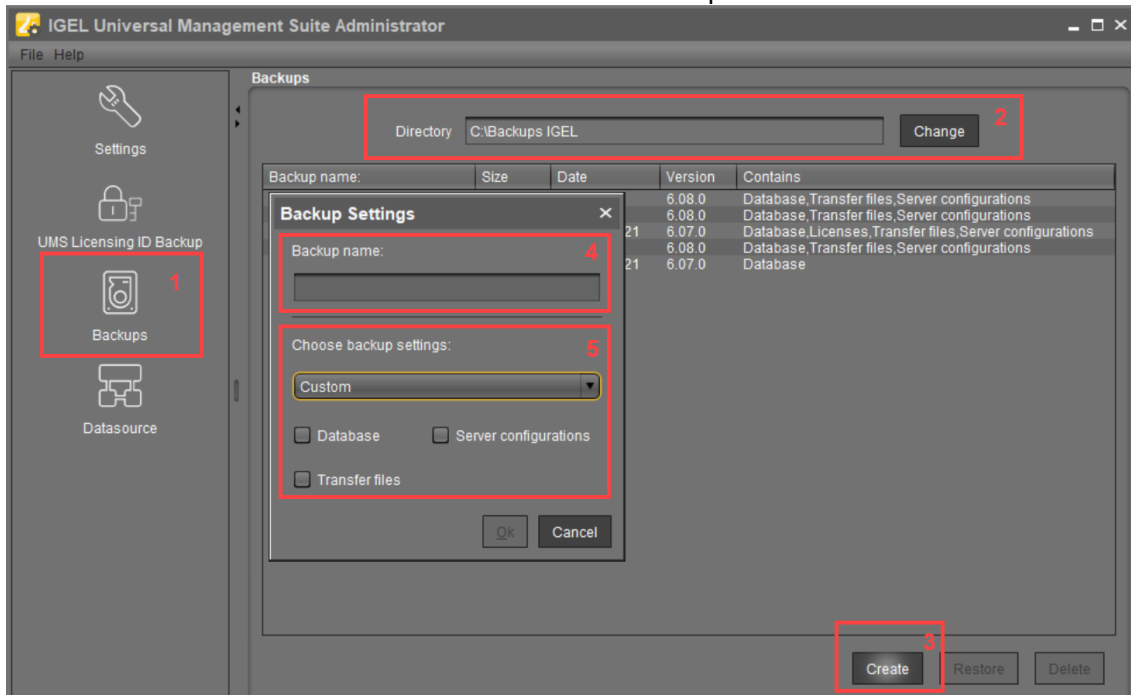 IGEL Universal Management Suite Administrator
File Help
Settings
UMS Licensing ID Backup
1
Backups
Datasource
Backups
Directory C:\Backups IGEL Change 2
Backup name: Size Date Version Contains
6.08.0 Database,Transfer files,Server configurations
6.08.0 Database,Transfer files,Server configurations
21 6.07.0 Database,Licenses,Transfer files,Server configurations
6.08.0 Database,Transfer files,Server configurations
21 6.07.0 Database
Backup Settings
Backup name: 4
Choose backup settings: 5
Custom
Database Server configurations
Transfer files
Ok Cancel
3
Create Restore Delete